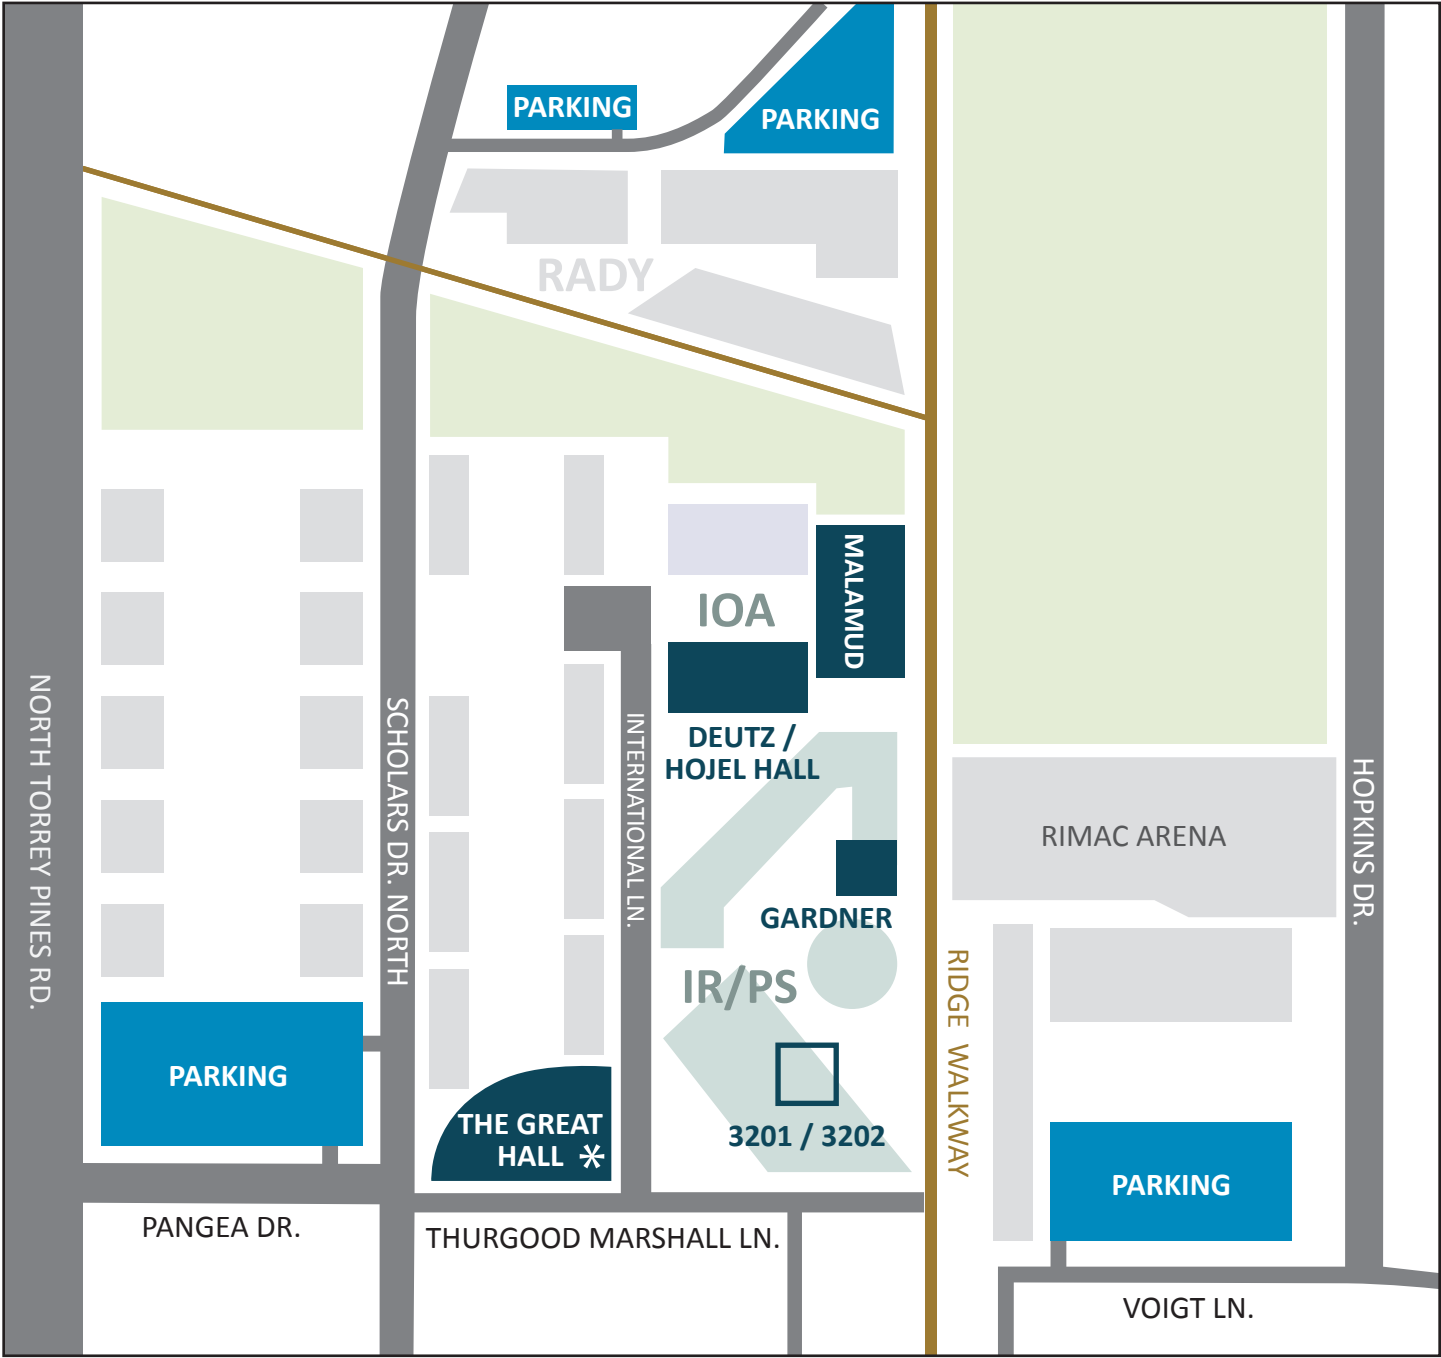 PARKING
PARKING
RADY
MALAMUD
IOA
DEUTZ /
HOJEL HALL
NORTH TORREY PINES RD.
SCHOLARS DR. NORTH
INTERNATIONAL LN.
RIMAC ARENA
HOPKINS DR.
GARDNER
IR/PS
RIDGE WALKWAY
PARKING
THE GREAT
HALL *
3201 / 3202
PARKING
PANGEA DR.
THURGOOD MARSHALL LN.
VOIGT LN.